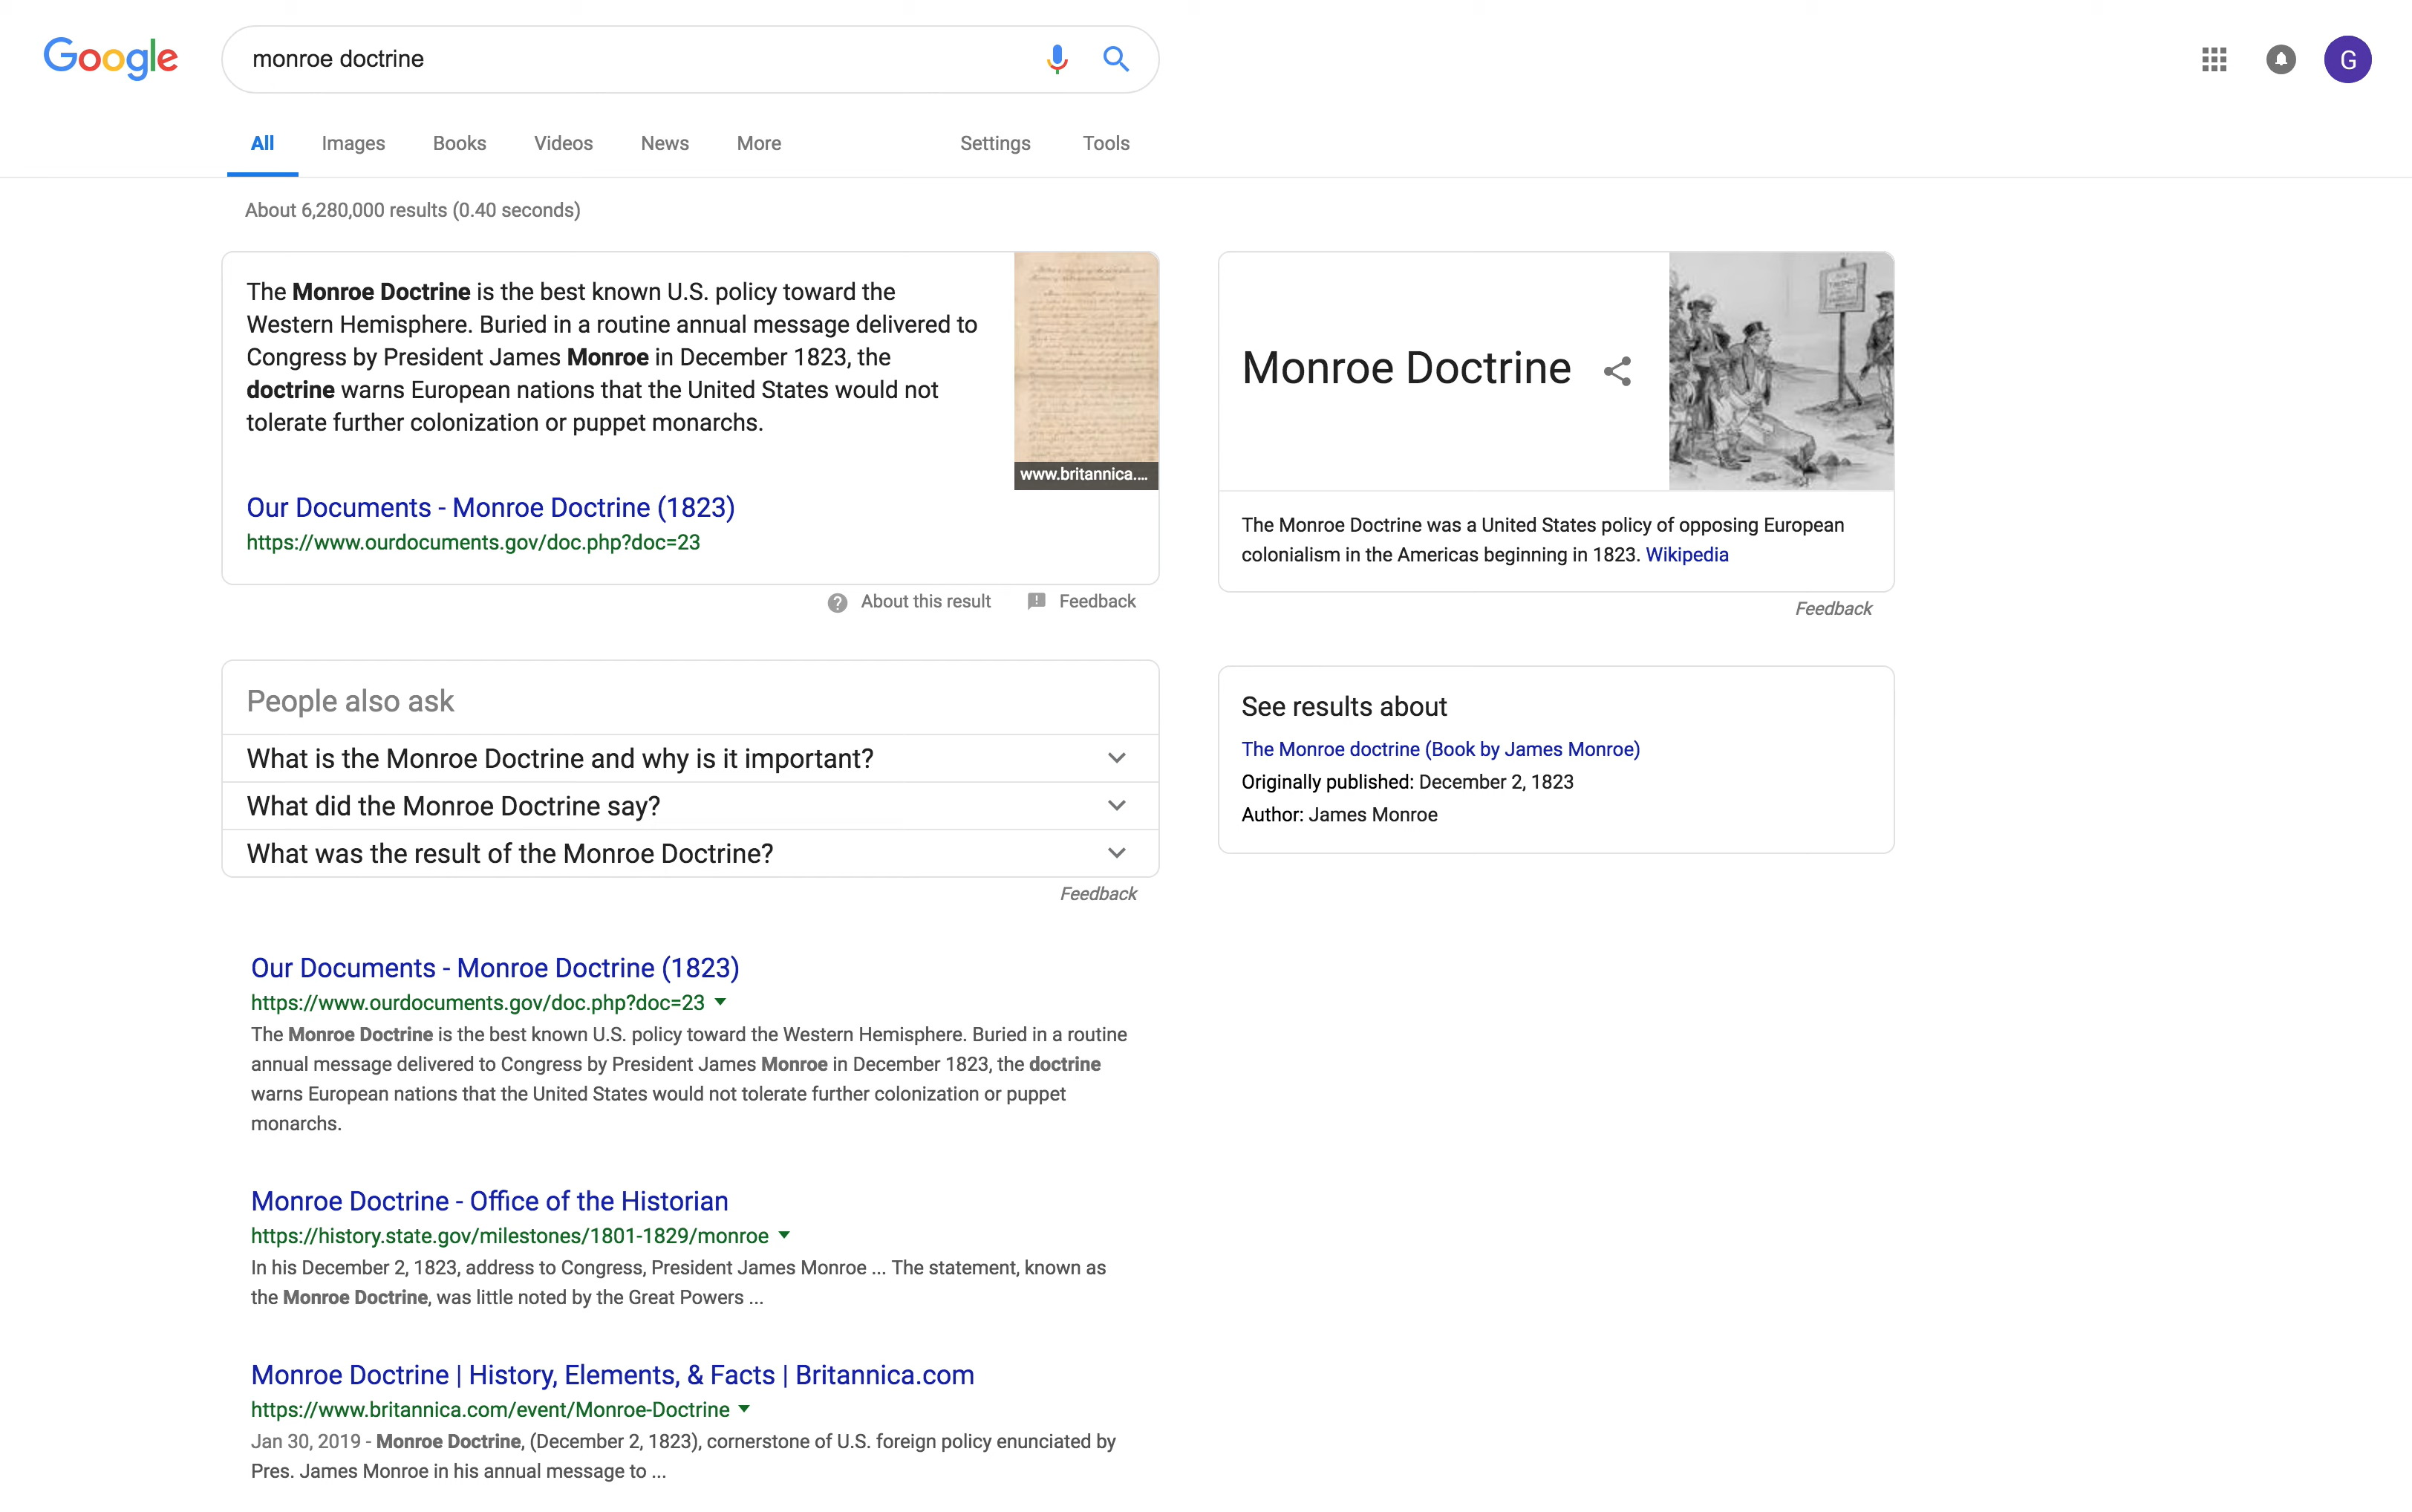 Google
monroe doctrine
G
All
Images
Books
Videos
News
More
Settings
Tools
About 6,280,000 results (0.40 seconds)
The Monroe Doctrine is the best known U.S. policy toward the
Western Hemisphere. Buried in a routine annual message delivered to
Congress by President James Monroe in December 1823, the
doctrine warns European nations that the United States would not
tolerate further colonization or puppet monarchs.
www.britannica....
Our Documents - Monroe Doctrine (1823)
https://www.ourdocuments.gov/doc.php?doc=23
About this result
Feedback
Monroe Doctrine
The Monroe Doctrine was a United States policy of opposing European
colonialism in the Americas beginning in 1823. Wikipedia
Feedback
People also ask
What is the Monroe Doctrine and why is it important?
What did the Monroe Doctrine say?
What was the result of the Monroe Doctrine?
Feedback
See results about
The Monroe doctrine (Book by James Monroe)
Originally published: December 2, 1823
Author: James Monroe
Our Documents - Monroe Doctrine (1823)
https://www.ourdocuments.gov/doc.php?doc=23
The Monroe Doctrine is the best known U.S. policy toward the Western Hemisphere. Buried in a routine
annual message delivered to Congress by President James Monroe in December 1823, the doctrine
warns European nations that the United States would not tolerate further colonization or puppet
monarchs.
Monroe Doctrine - Office of the Historian
https://history.state.gov/milestones/1801-1829/monroe
In his December 2, 1823, address to Congress, President James Monroe ... The statement, known as
the Monroe Doctrine, was little noted by the Great Powers ...
Monroe Doctrine | History, Elements, & Facts | Britannica.com
https://www.britannica.com/event/Monroe-Doctrine
Jan 30, 2019 - Monroe Doctrine, (December 2, 1823), cornerstone of U.S. foreign policy enunciated by
Pres. James Monroe in his annual message to ...